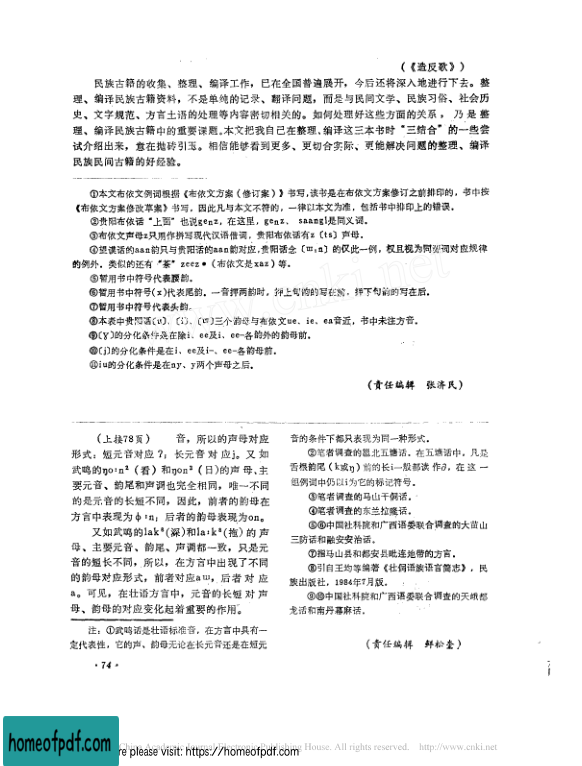 (《造反歌》)
民族古籍的收集、整理、编译工作，已在全国普遍展开，今后还将深入地进行下去。整
理、编译民族古籍资料，不是单纯的记录、翻译问题，而是与民间文学、民族习俗、社会历
史、文字规范、方言土语的处理等内容密切相关的。如何处理好这些方面的关系，乃是整
理、编译民族古籍中的重要课题。本文把我自己在整理、编译这三本书时“三结合”的一些尝
试介绍出来，意在抛砖引玉。相信能够看到更多、更切合实际、更能解决问题的整理、编译
民族民间古籍的好经验。
①本文布依文例词根据《布依文方案（修订案）》书写，该书是在布依文方案修订之前排印的，书中按
《布依文方案修改草案》书写，因此凡与本文不符的，一律以本文为准，包括书中排印上的错误。
②贵阳布依话“上面”也说genz，在这里，genz、saangl是同义词。
③布依文声母z只用作拼写现代汉语借词，贵阳布依话有z〔ts〕声母。
④望谟话的aan韵只与贵阳话的aan韵对应，贵阳话念〔ɯ:a〕的仅此一例，权且视为同班词对应规律
的例外。类似的还有“茶”zeez·（布依文是xaz）等。
⑤暂用书中符号代表腰韵。
⑥暂用书中符号(x)代表尾韵。一音押两韵时，押上句韵的写在前，押下句韵的写在后。
⑦暂用书中符号代表头韵。
⑧本表中贵阳话〔u〕、〔i〕、〔ɯ〕三个韵母与布依文ue、ie、ea音近，书中未注方音。
⑨〔Y〕的分化条件是在除i、ee及i、ee-各韵外的韵母前。
⑩〔j〕的分化条件是在i、ee及i-、ee-各韵母前。
⑪iu的分化条件是在ny、y两个声母之后。
（责任编辑 张济民）
（上接78页） 音，所以的声母对应
形式：短元音对应？，长元音对应j。又如
武鸣的ŋo:n²（看）和ŋon²（日）的声母、主
要元音、韵尾和声调也完全相同，唯一不同
的是元音的长短不同，因此，前者的韵母在
方言中表现为ɸ:n；后者的韵母表现为on。
又如武鸣的lak⁸(深)和la:k⁸(拖)的声
母、主要元音、韵尾、声调都一致，只是元
音的短长不同，所以，在方言中出现了不同
的韵母对应形式，前者对应aɯ，后者对应
a。可见，在壮语方言中，元音的长短对声
母、韵母的对应变化起着重要的作用。
注：①武鸣话是壮语标准音，在方言中具有一
定代表性，它的声、韵母无论在长元音还是在短元
·74·
音的条件下都只表现为同一种形式。
②笔者调查的邕北五塘话。在五塘话中，凡是
舌根韵尾（k或ŋ）前的长i一般都读作ə，在这一
组例词中仍以i为它的标记符号。
③笔者调查的马山干饶话。
④笔者调查的东兰拉彼话。
⑤⑥中国社科院和广西语委联合调查的大苗山
三防话和融安安治话。
⑦指马山县和都安县毗连地带的方言。
⑧引自王均等编著《壮侗语族语言简志》，民
族出版社，1984年7月版。
⑨⑩中国社科院和广西语委联合调查的天峨都
龙话和南丹幕麻话。
（责任编辑 鲜松奎）
homeofpdf.com
China Academic Journal Electronic Publishing House. All rights reserved. http://www.cnki.net
re please visit: https://homeofpdf.com